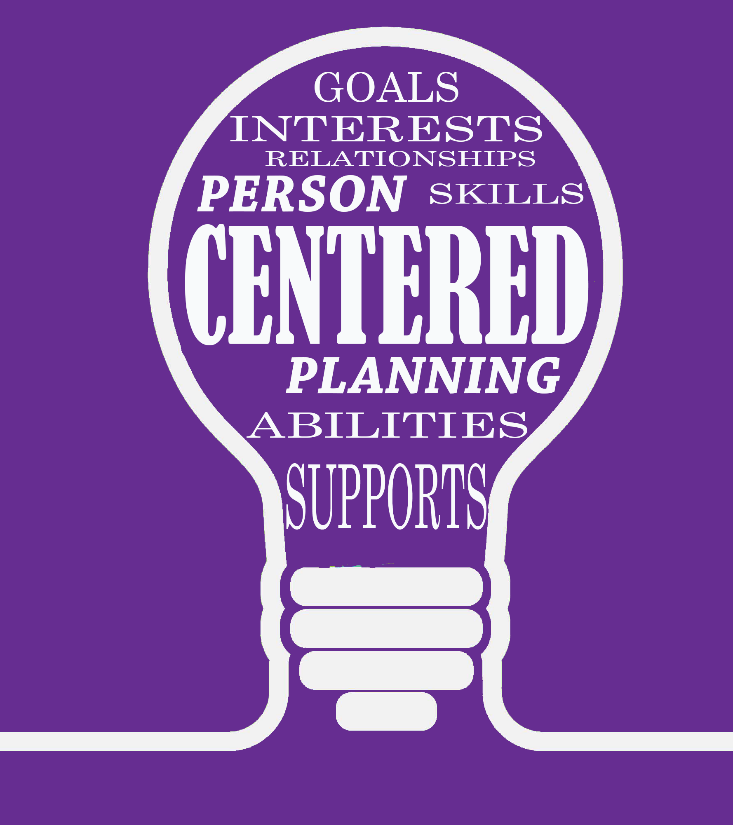 GOALS
INTERESTS
RELATIONSHIPS
PERSON SKILLS
CENTERED
PLANNING
ABILITIES
SUPPORTS